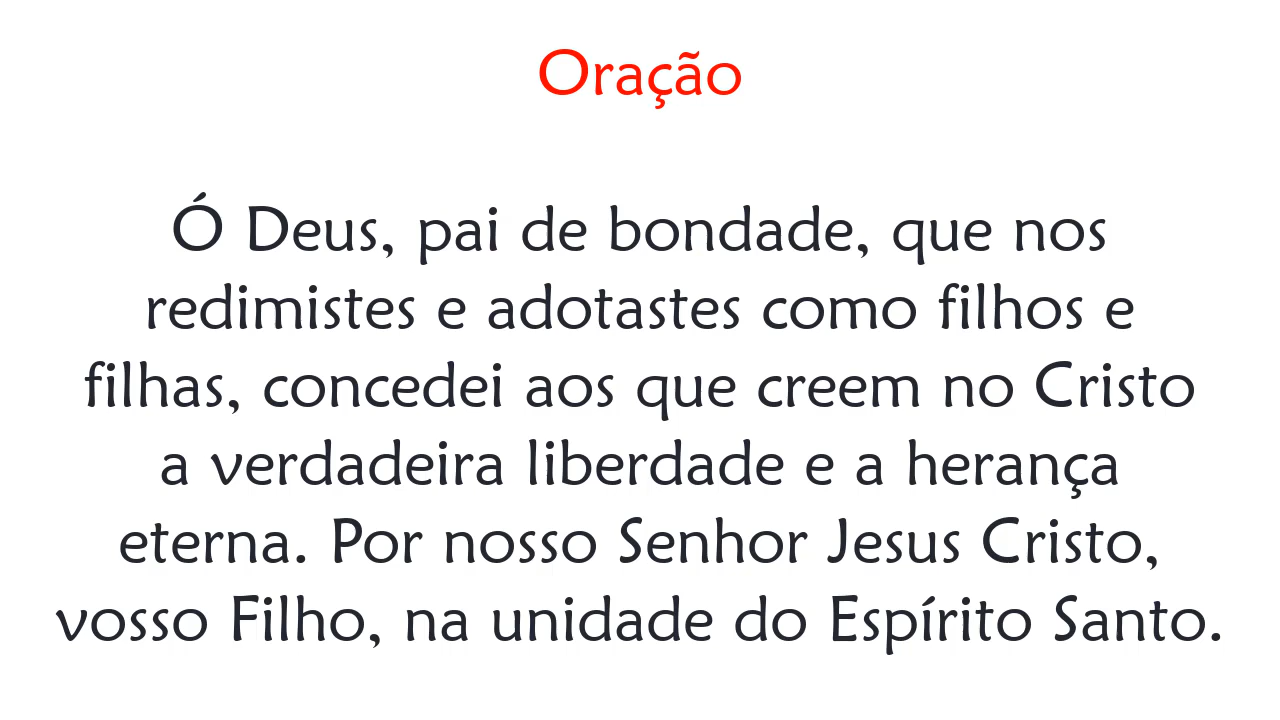 Oração
Ó Deus, pai de bondade, que nos
redimistes e adotastes como filhos e
filhas, concedei aos que creem no Cristo
a verdadeira liberdade e a herança
eterna. Por nosso Senhor Jesus Cristo,
vosso Filho, na unidade do Espírito Santo.